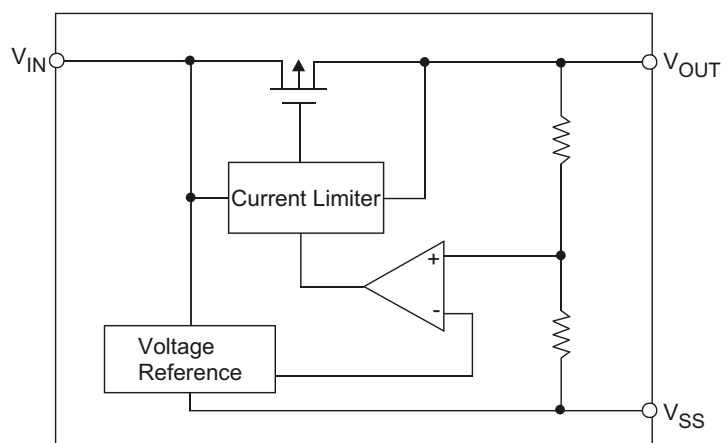 VIN
VOUT
Current Limiter
+
-
Voltage
Reference
VSS